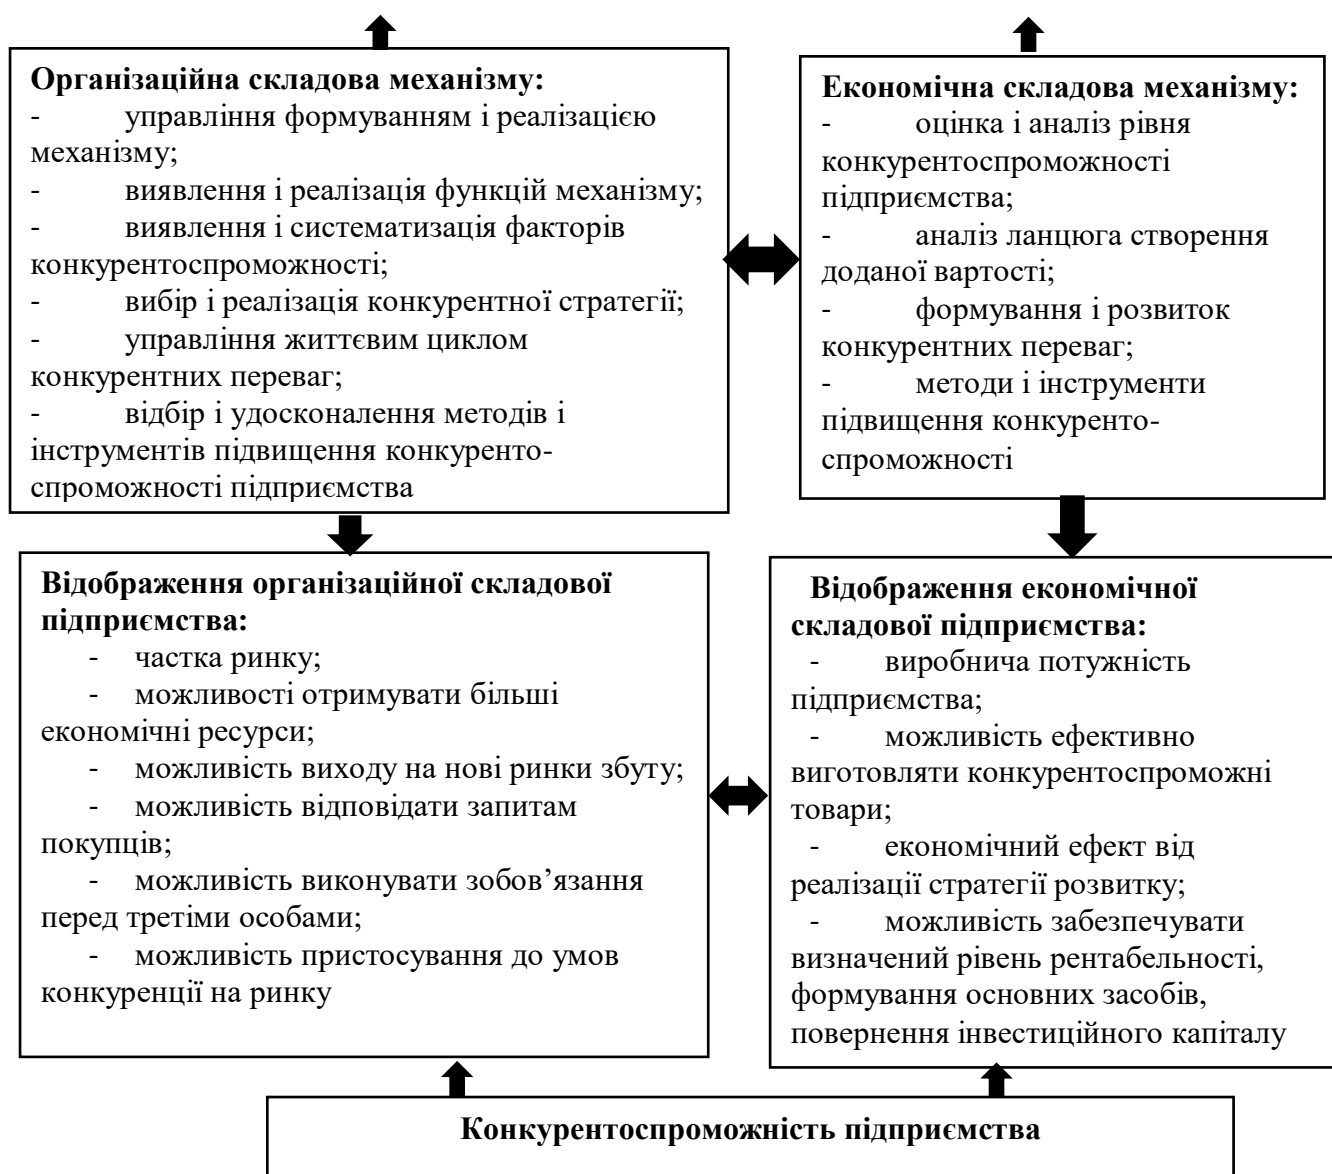 Організаційна складова механізму:
- управління формуванням і реалізацією
механізму;
- виявлення і реалізація функцій механізму;
- виявлення і систематизація факторів
конкурентоспроможності;
- вибір і реалізація конкурентної стратегії;
- управління життєвим циклом
конкурентних переваг;
- відбір і удосконалення методів і
інструментів підвищення конкуренто-
спроможності підприємства
Економічна складова механізму:
- оцінка і аналіз рівня
конкурентоспроможності
підприємства;
- аналіз ланцюга створення
доданої вартості;
- формування і розвиток
конкурентних переваг;
- методи і інструменти
підвищення конкуренто-
спроможності
Відображення організаційної складової
підприємства:
- частка ринку;
- можливості отримувати більші
економічні ресурси;
- можливість виходу на нові ринки збуту;
- можливість відповідати запитам
покупців;
- можливість виконувати зобов’язання
перед третіми особами;
- можливість пристосування до умов
конкуренції на ринку
Відображення економічної
складової підприємства:
- виробнича потужність
підприємства;
- можливість ефективно
виготовляти конкурентоспроможні
товари;
- економічний ефект від
реалізації стратегії розвитку;
- можливість забезпечувати
визначений рівень рентабельності,
формування основних засобів,
повернення інвестиційного капіталу
Конкурентоспроможність підприємства